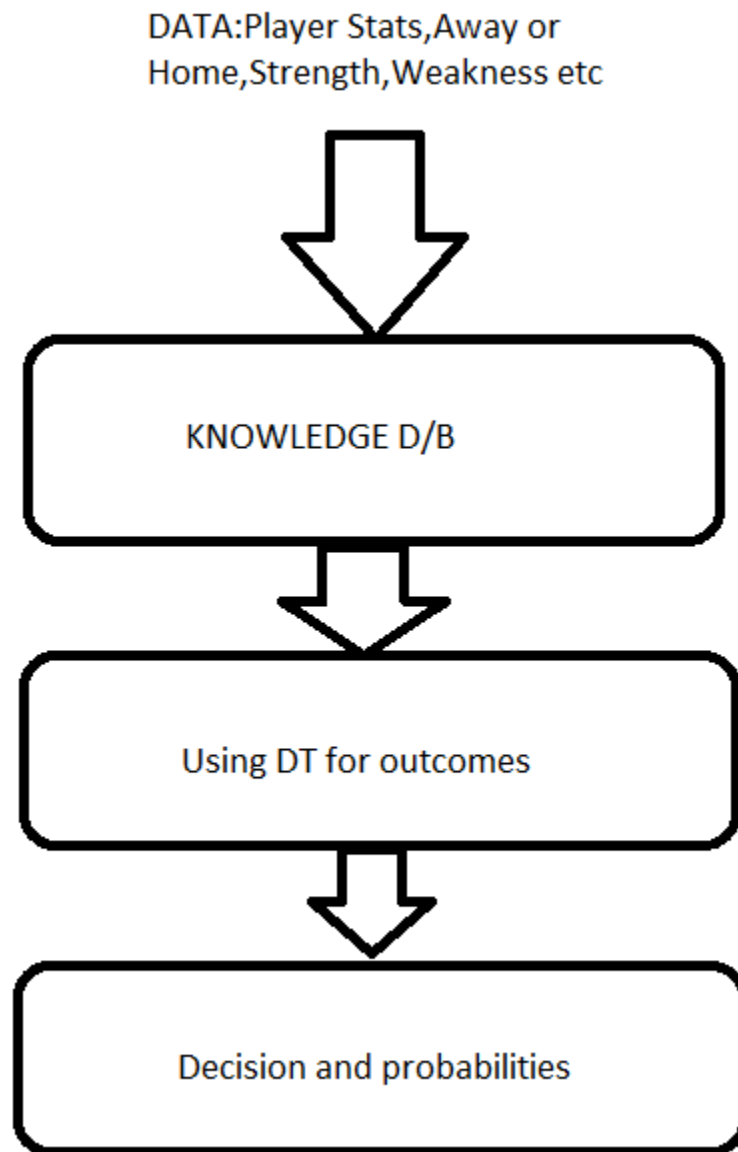 DATA:Player Stats,Away or
Home,Strength,Weakness etc
KNOWLEDGE D/B
Using DT for outcomes
Decision and probabilities